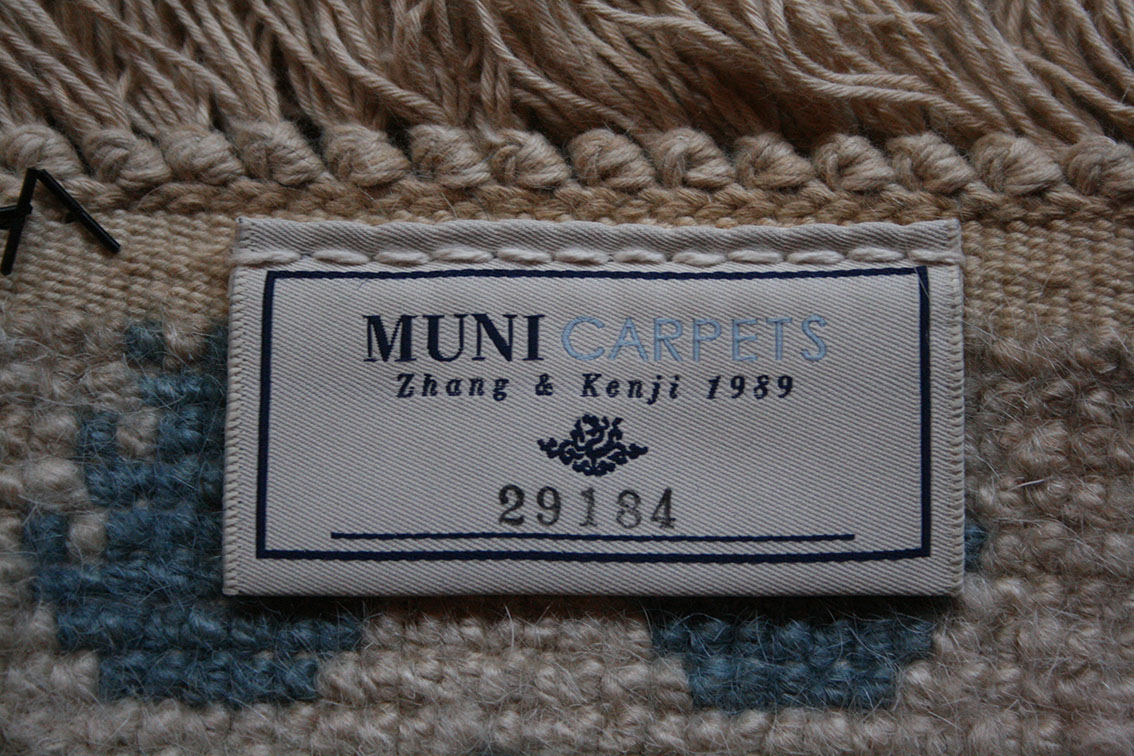 MUNI CARPETS
Zhang & Kenji 1989
29184